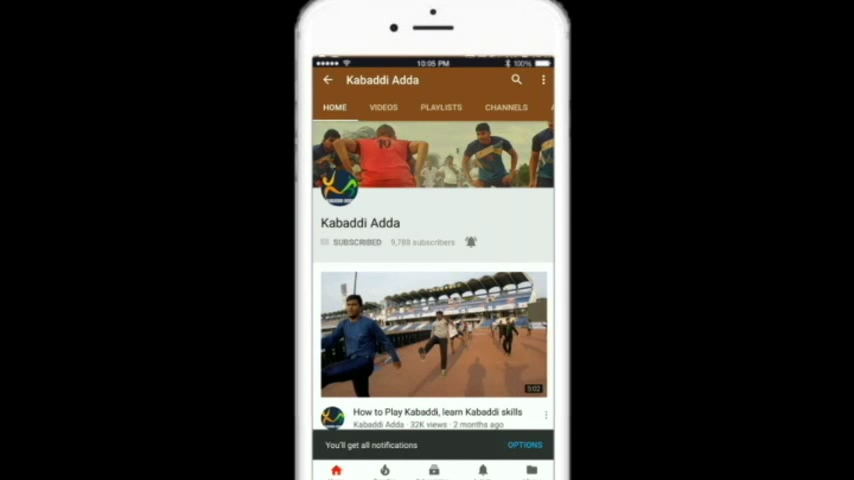 10:05 PM
100%
Kabaddi Adda
HOME VIDEOS PLAYLISTS CHANNELS A
10
Kabaddi Adda
SUBSCRIBED 9,788 subscribers
5:02
How to Play Kabaddi, learn Kabaddi skills
Kabaddi Adda · 32K views · 2 months ago
You'll get all notifications OPTIONS